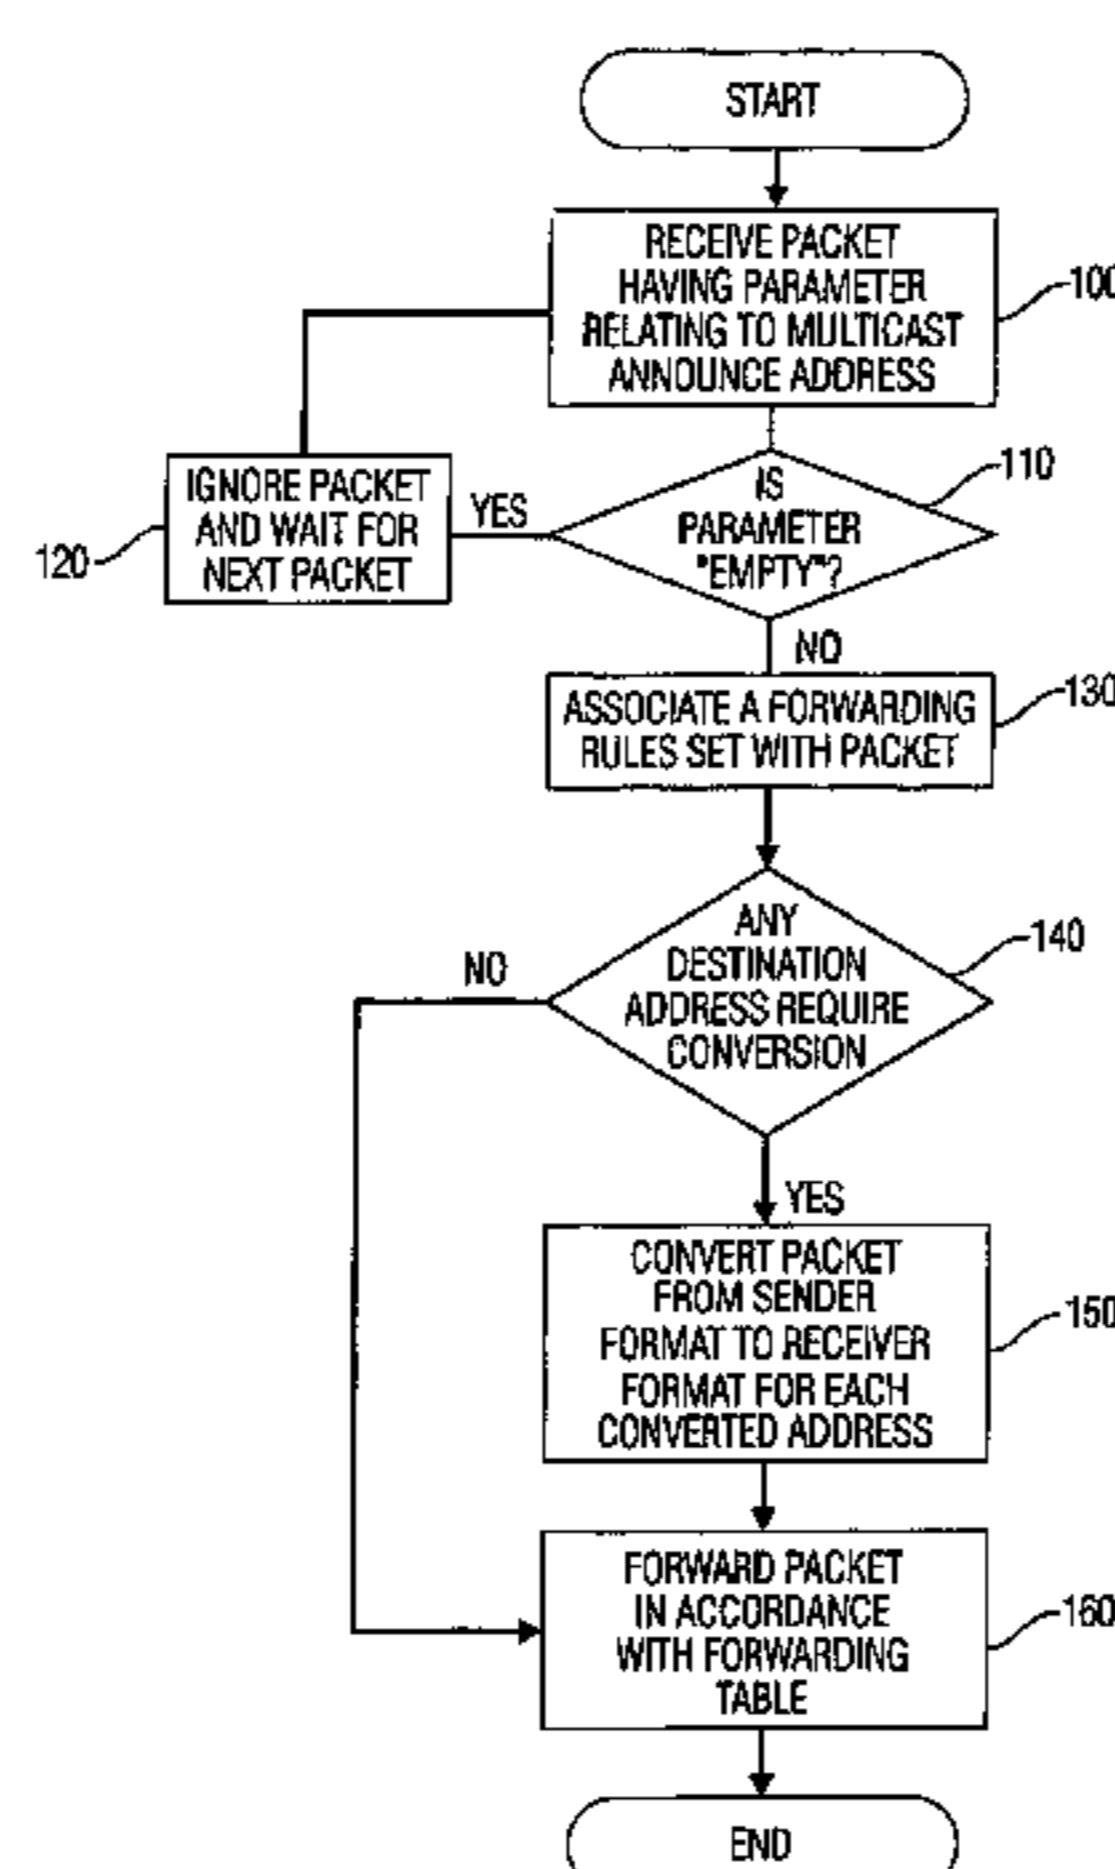 START
RECEIVE PACKET
HAVING PARAMETER
RELATING TO MULTICAST
ANNOUNCE ADDRESS
100
IS
PARAMETER
"EMPTY"?
110
YES
IGNORE PACKET
AND WAIT FOR
NEXT PACKET
120
NO
ASSOCIATE A FORWARDING
RULES SET WITH PACKET
130
ANY
DESTINATION
ADDRESS REQUIRE
CONVERSION
140
NO
YES
CONVERT PACKET
FROM SENDER
FORMAT TO RECEIVER
FORMAT FOR EACH
CONVERTED ADDRESS
150
FORWARD PACKET
IN ACCORDANCE
WITH FORWARDING
TABLE
160
END